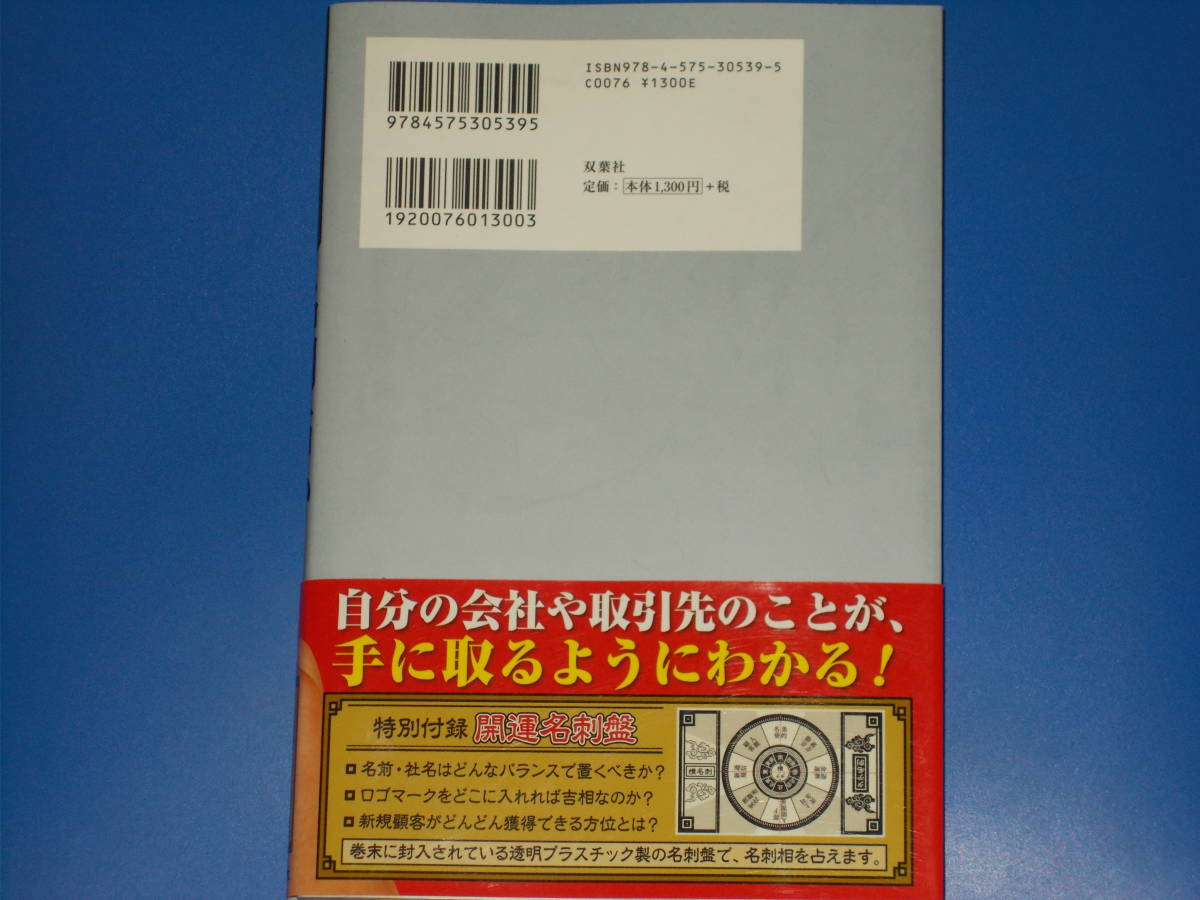 ISBN978-4-575-30539-5
C0076 ¥1300E
9784575305395
双葉社
定価:本体1,300円+税
1920076013003
自分の会社や取引先のことが、
手に取るようにわかる!
特別付録 開運名刺盤
名前・社名はどんなバランスで置くべきか?
ロゴマークをどこに入れれば吉相なのか?
新規顧客がどんどん獲得できる方位とは?
横名刺
巻末に封入されている透明プラスチック製の名刺盤で、名刺相を占えます。